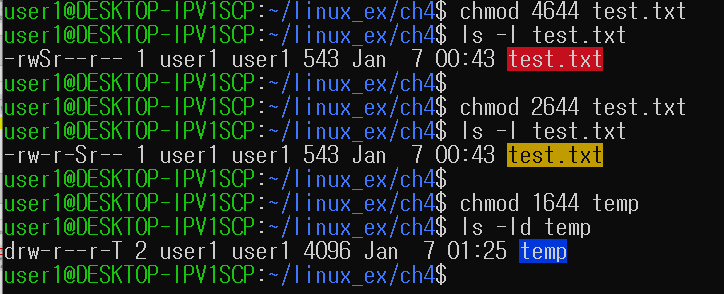 user1@DESKTOP-IPV1SCP:~/linux_ex/ch4$ chmod 4644 test.txt
user1@DESKTOP-IPV1SCP:~/linux_ex/ch4$ ls -l test.txt
-rwSr--r-- 1 user1 user1 543 Jan  7 00:43 test.txt
user1@DESKTOP-IPV1SCP:~/linux_ex/ch4$
user1@DESKTOP-IPV1SCP:~/linux_ex/ch4$ chmod 2644 test.txt
user1@DESKTOP-IPV1SCP:~/linux_ex/ch4$ ls -l test.txt
-rw-r-Sr-- 1 user1 user1 543 Jan  7 00:43 test.txt
user1@DESKTOP-IPV1SCP:~/linux_ex/ch4$
user1@DESKTOP-IPV1SCP:~/linux_ex/ch4$ chmod 1644 temp
user1@DESKTOP-IPV1SCP:~/linux_ex/ch4$ ls -ld temp
drw-r--r-T 2 user1 user1 4096 Jan  7 01:25 temp
user1@DESKTOP-IPV1SCP:~/linux_ex/ch4$